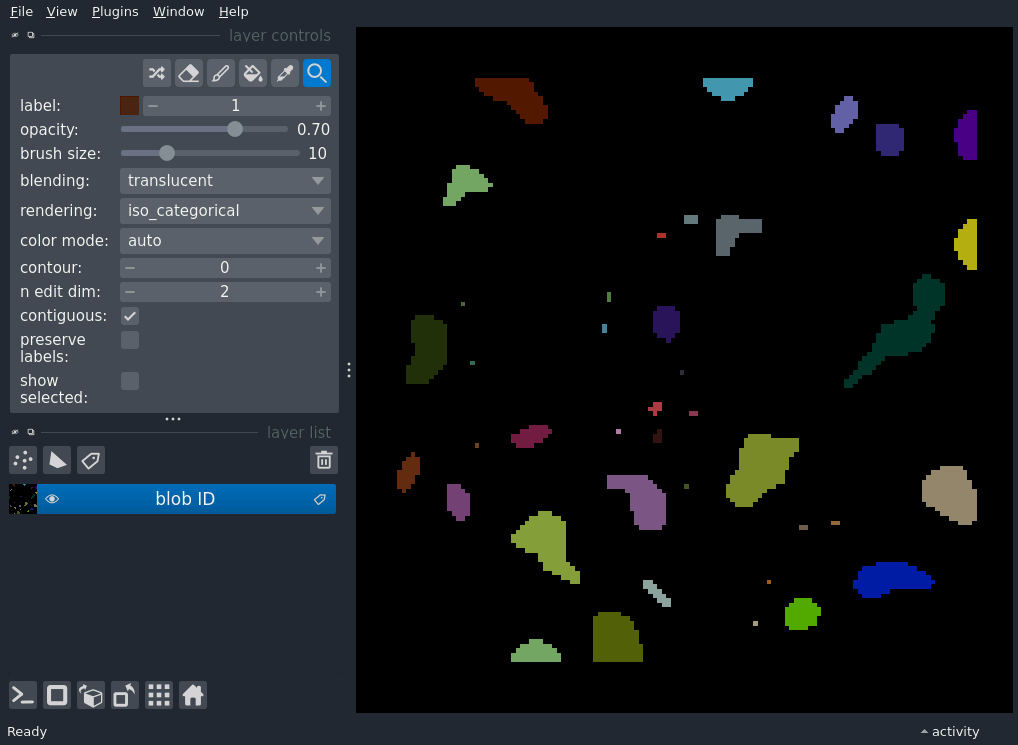 File View Plugins Window Help
layer controls
label: 1
opacity: 0.70
brush size: 10
blending: translucent
rendering: iso_categorical
color mode: auto
contour: 0
n edit dim: 2
contiguous:
preserve
labels:
show
selected:
layer list
blob ID
Ready
activity